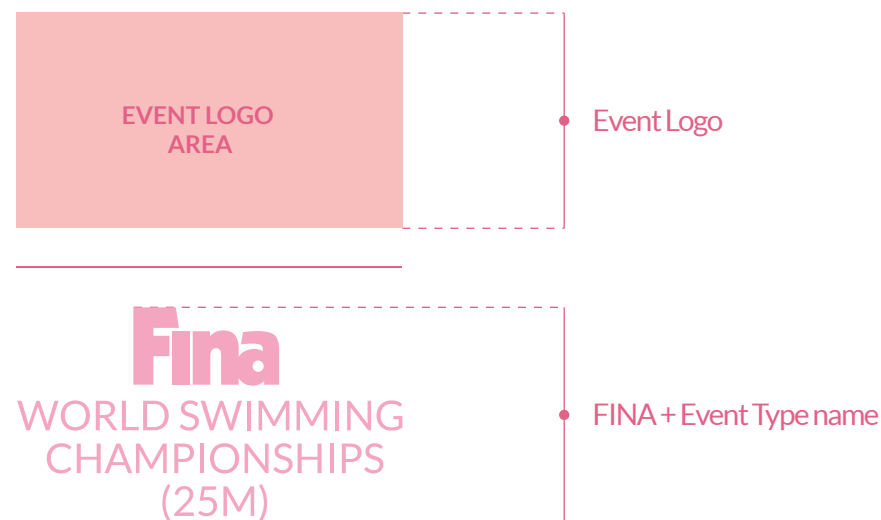 EVENT LOGO
AREA
Event Logo
Fina
WORLD SWIMMING
CHAMPIONSHIPS
(25M)
FINA + Event Type name